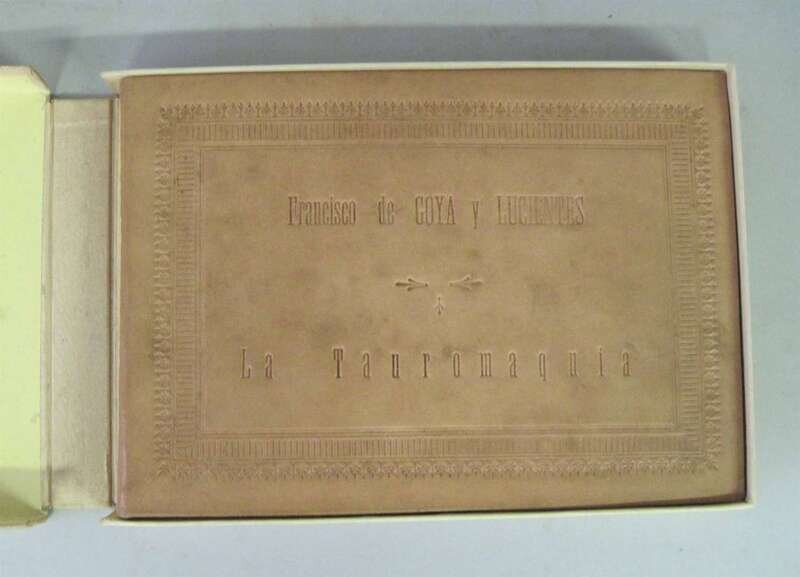 Francisco de GOYA y LUCIENTES
La Tauromaquia